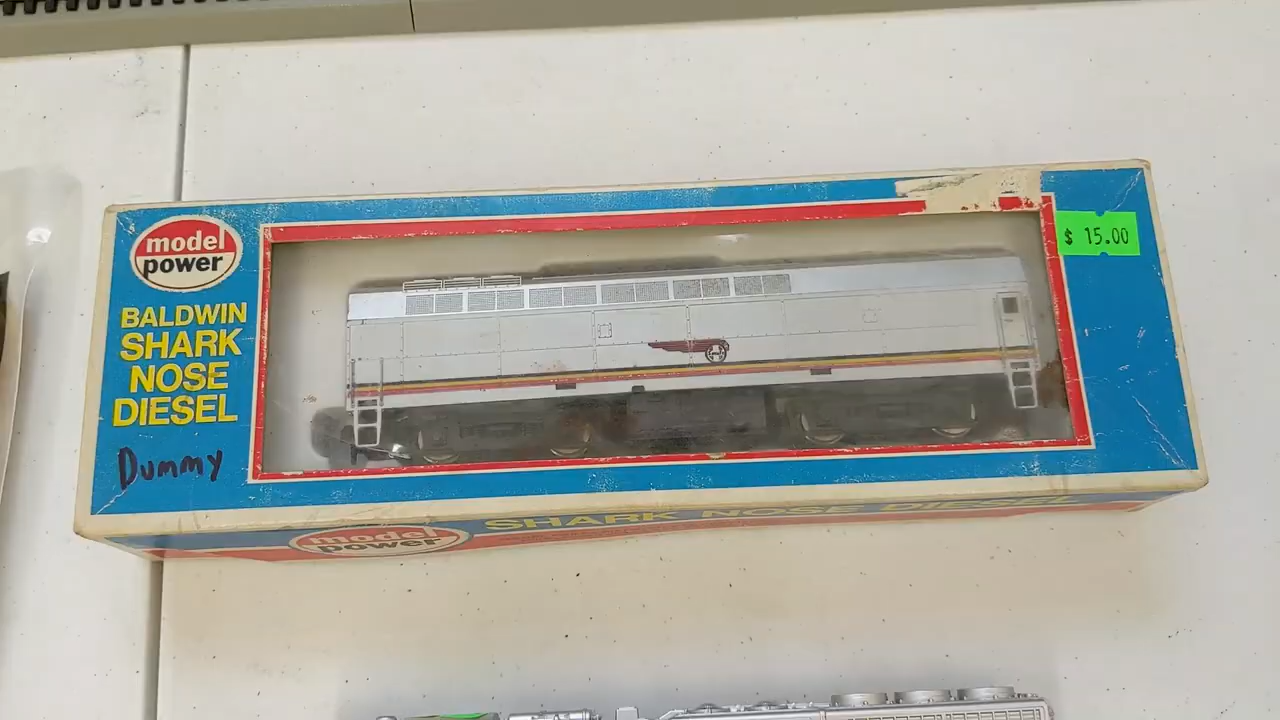 model
power
BALDWIN
SHARK
NOSE
DIESEL
Dummy
$ 15.00
model
power
SHARK NOSE DIESEL